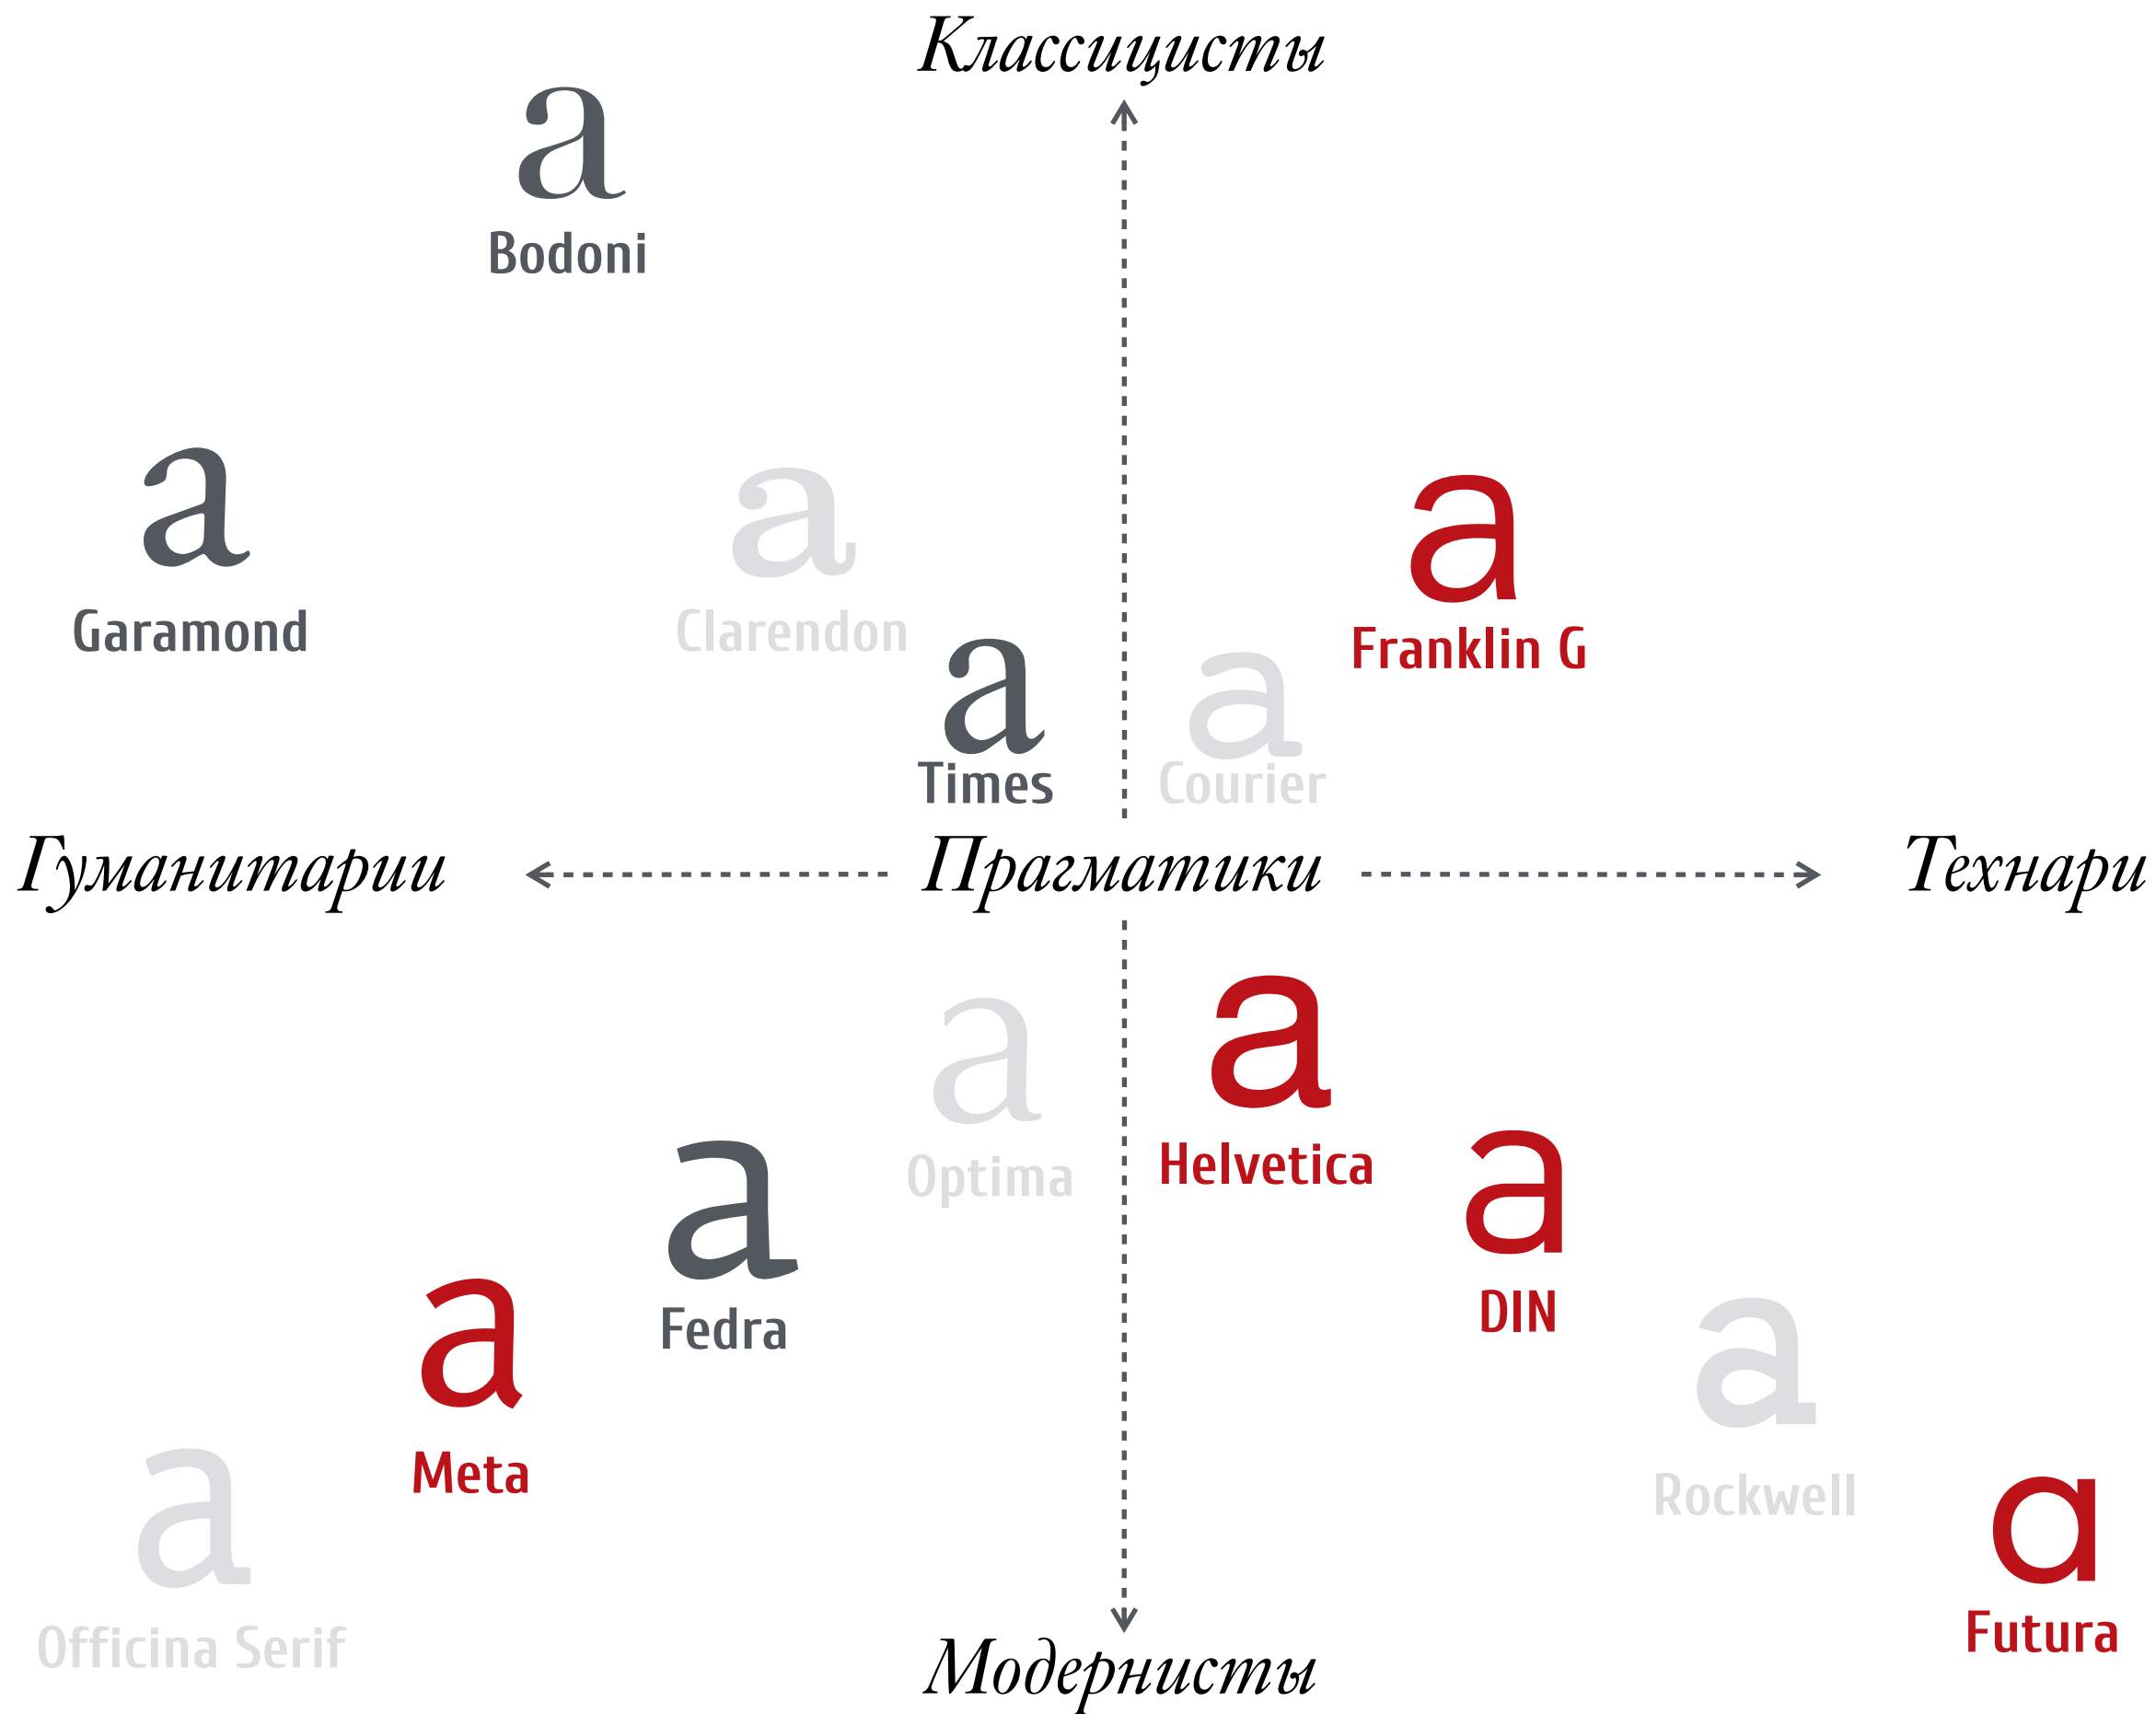 Классицисты
a
Bodoni
a
Garamond
a
Clarendon
a
Franklin G
a
Times
a
Courier
Гуманитарии
Прагматики
Технари
a
Optima
a
Helvetica
a
Fedra
a
DIN
a
Meta
a
Rockwell
a
Officina Serif
a
Futura
Модернисты